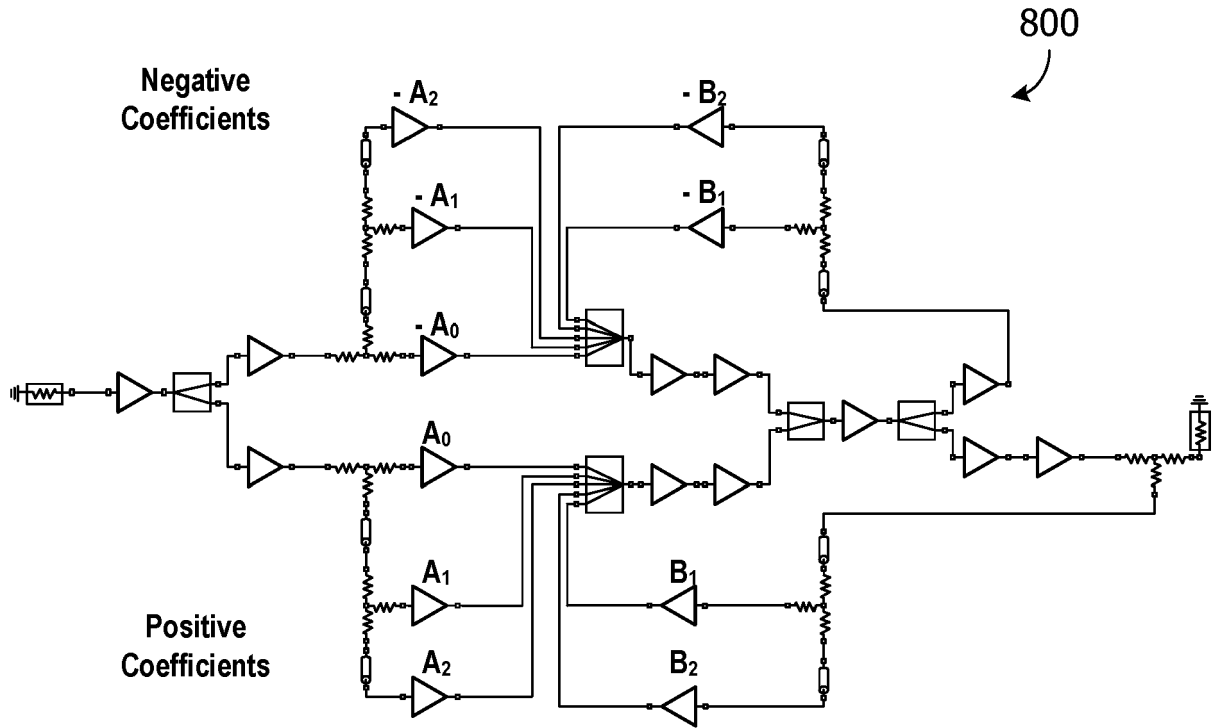 800
Negative
Coefficients
- A2
- B2
- A1
- B1
- A0
A0
A1
B1
Positive
Coefficients
A2
B2